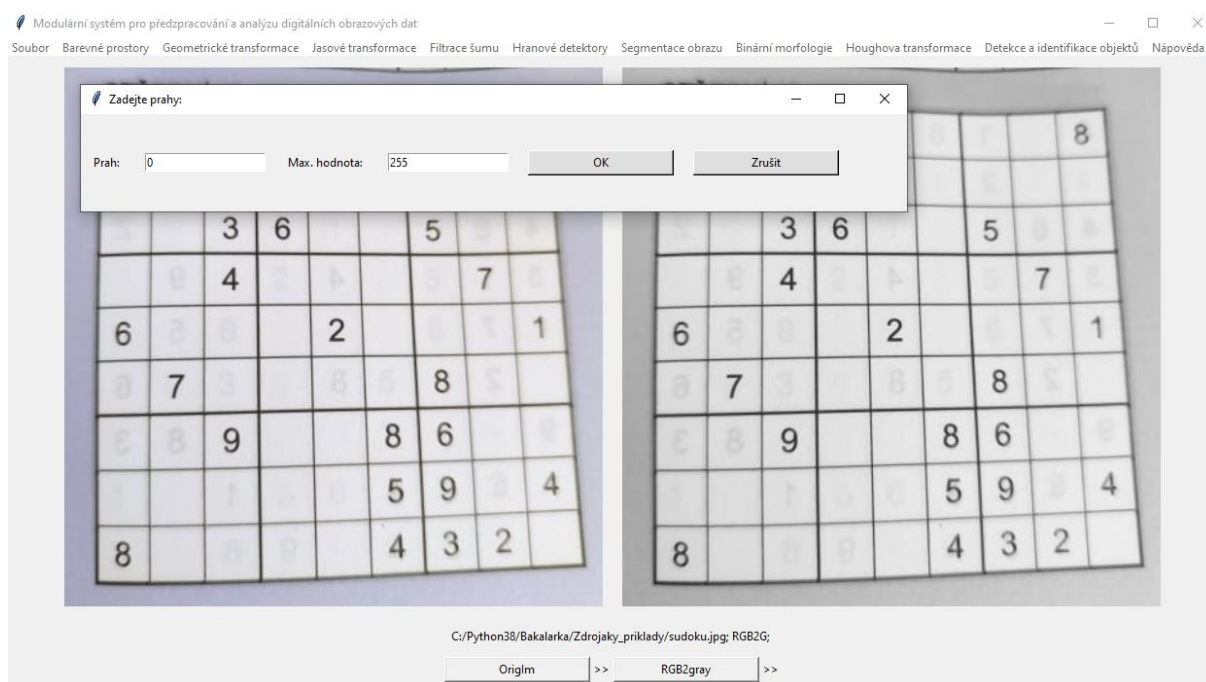 Modulární systém pro předzpracování a analýzu digitálních obrazových dat
Soubor Barevné prostory Geometrické transformace Jasové transformace Filtrace šumu Hranové detektory Segmentace obrazu Binární morfologie Houghova transformace Detekce a identifikace objektů Nápověda
Zadejte prahy:
Prah: 0 Max. hodnota: 255 OK Zrušit
8
3 6 5 3 6 5
4 7 4 7
6 2 1 6 2 1
7 8 7 8
9 8 6 9 8 6
5 9 4 5 9 4
8 4 3 2 8 4 3 2
C:/Python38/Bakalarka/Zdrojaky_priklady/sudoku.jpg; RGB2G;
OrigIm >> RGB2gray >>